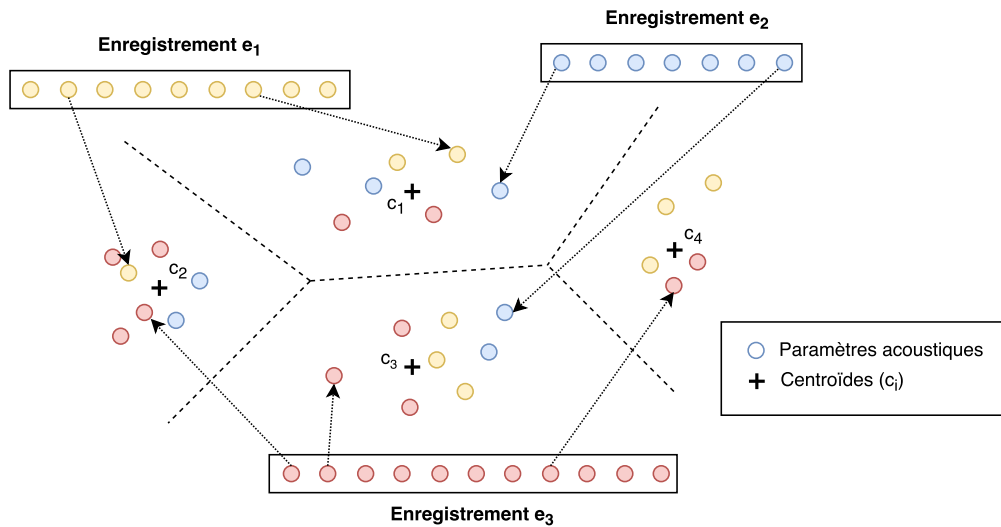 Enregistrement e2
Enregistrement e1
c1
c4
c2
c3
Paramètres acoustiques
Centroïdes (ci)
Enregistrement e3